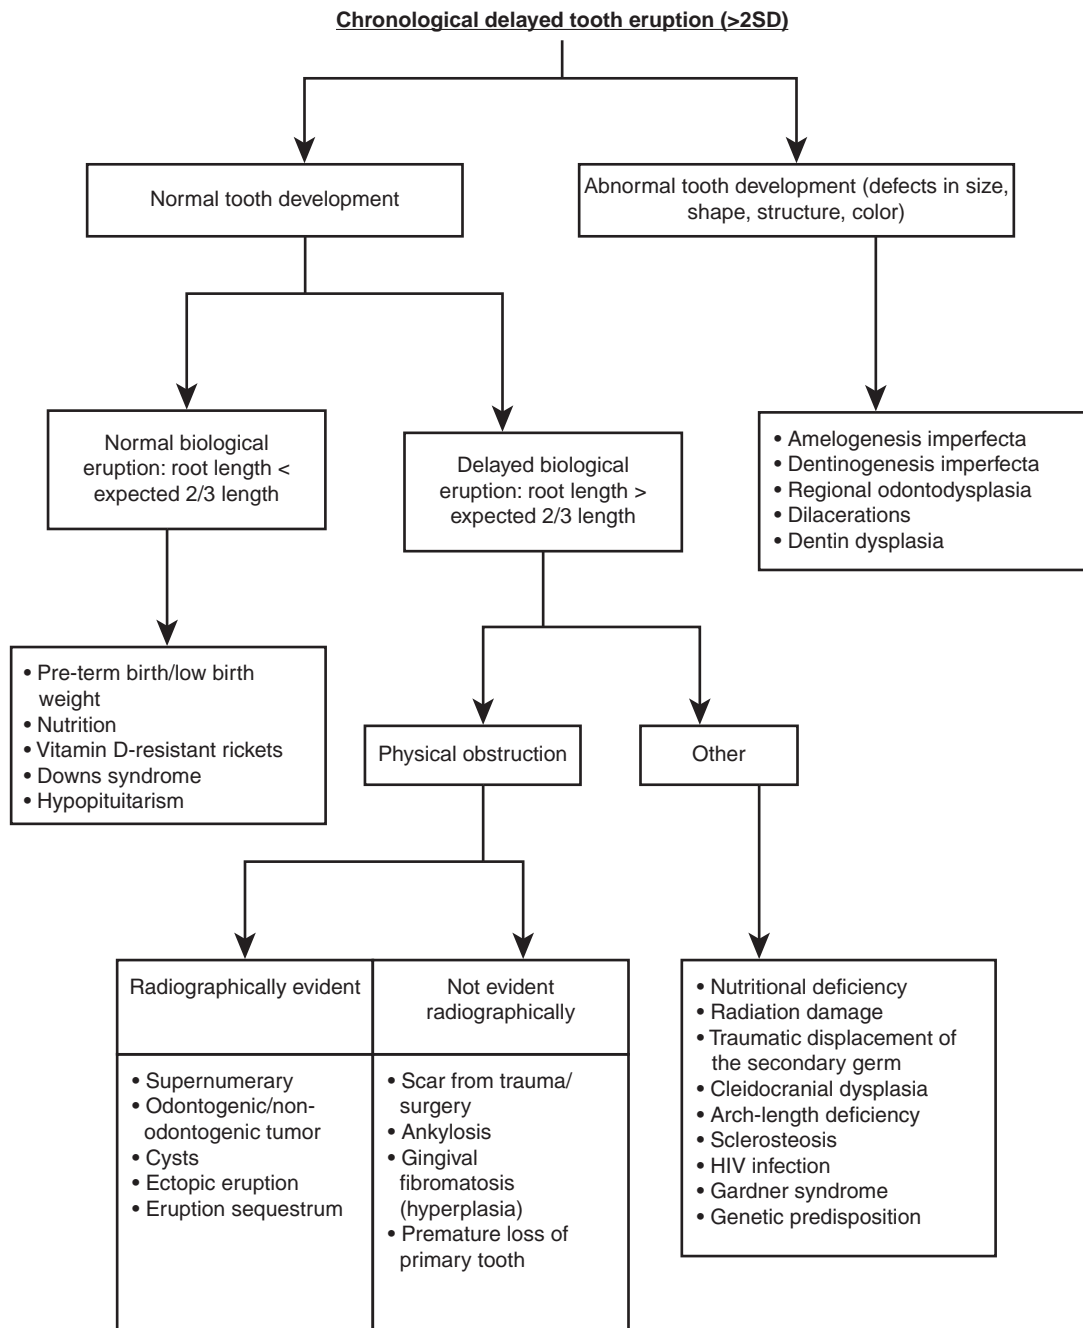 Chronological delayed tooth eruption (>2SD)
Normal tooth development
Abnormal tooth development (defects in size,
shape, structure, color)
Normal biological
eruption: root length <
expected 2/3 length
Delayed biological
eruption: root length >
expected 2/3 length
• Amelogenesis imperfecta
• Dentinogenesis imperfecta
• Regional odontodysplasia
• Dilacerations
• Dentin dysplasia
• Pre-term birth/low birth
weight
• Nutrition
• Vitamin D-resistant rickets
• Downs syndrome
• Hypopituitarism
Physical obstruction
Other
Radiographically evident
Not evident
radiographically
• Supernumerary
• Odontogenic/non-
odontogenic tumor
• Cysts
• Ectopic eruption
• Eruption sequestrum
• Scar from trauma/
surgery
• Ankylosis
• Gingival
fibromatosis
(hyperplasia)
• Premature loss of
primary tooth
• Nutritional deficiency
• Radiation damage
• Traumatic displacement of
the secondary germ
• Cleidocranial dysplasia
• Arch-length deficiency
• Sclerosteosis
• HIV infection
• Gardner syndrome
• Genetic predisposition